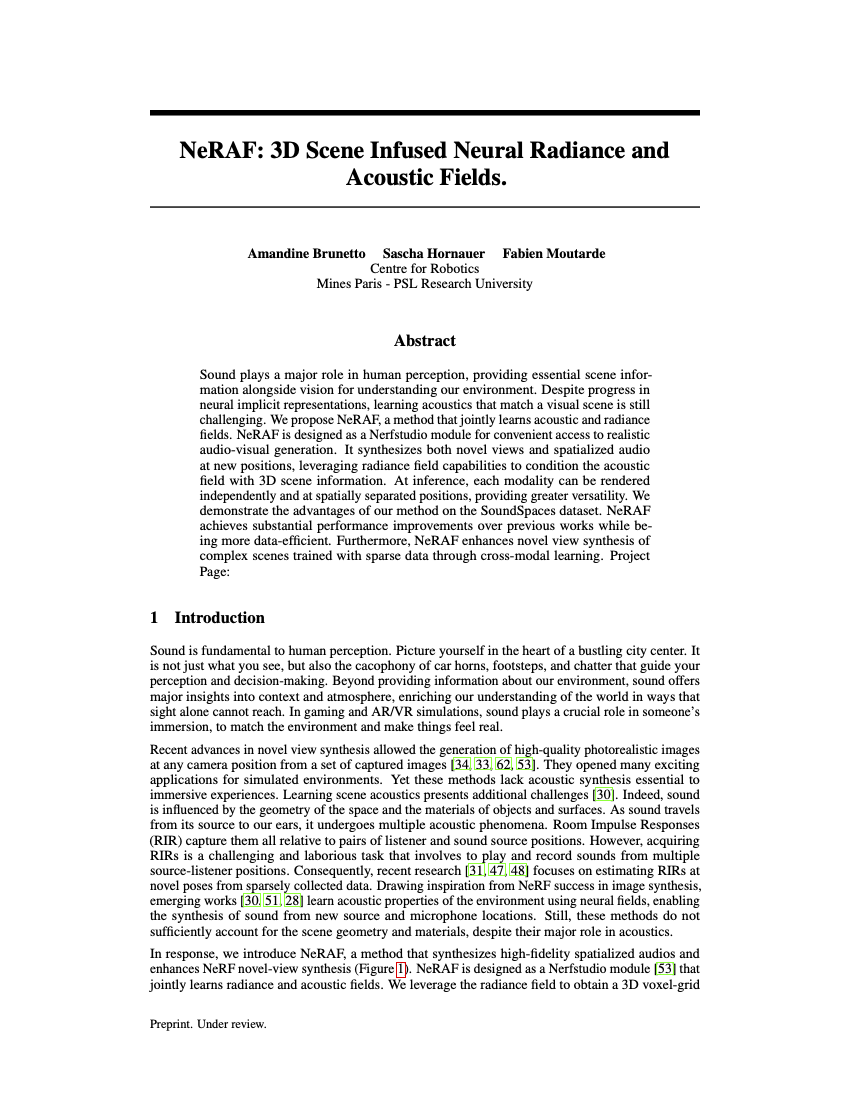 NeRAF: 3D Scene Infused Neural Radiance and
Acoustic Fields.
Amandine Brunetto Sascha Hornauer Fabien Moutarde
Centre for Robotics
Mines Paris - PSL Research University
Abstract
Sound plays a major role in human perception, providing essential scene infor-
mation alongside vision for understanding our environment. Despite progress in
neural implicit representations, learning acoustics that match a visual scene is still
challenging. We propose NeRAF, a method that jointly learns acoustic and radiance
fields. NeRAF is designed as a Nerfstudio module for convenient access to realistic
audio-visual generation. It synthesizes both novel views and spatialized audio
at new positions, leveraging radiance field capabilities to condition the acoustic
field with 3D scene information. At inference, each modality can be rendered
independently and at spatially separated positions, providing greater versatility. We
demonstrate the advantages of our method on the SoundSpaces dataset. NeRAF
achieves substantial performance improvements over previous works while be-
ing more data-efficient. Furthermore, NeRAF enhances novel view synthesis of
complex scenes trained with sparse data through cross-modal learning. Project
Page:
1 Introduction
Sound is fundamental to human perception. Picture yourself in the heart of a bustling city center. It
is not just what you see, but also the cacophony of car horns, footsteps, and chatter that guide your
perception and decision-making. Beyond providing information about our environment, sound offers
major insights into context and atmosphere, enriching our understanding of the world in ways that
sight alone cannot reach. In gaming and AR/VR simulations, sound plays a crucial role in someone's
immersion, to match the environment and make things feel real.
Recent advances in novel view synthesis allowed the generation of high-quality photorealistic images
at any camera position from a set of captured images [34, 33, 62, 53]. They opened many exciting
applications for simulated environments. Yet these methods lack acoustic synthesis essential to
immersive experiences. Learning scene acoustics presents additional challenges [30]. Indeed, sound
is influenced by the geometry of the space and the materials of objects and surfaces. As sound travels
from its source to our ears, it undergoes multiple acoustic phenomena. Room Impulse Responses
(RIR) capture them all relative to pairs of listener and sound source positions. However, acquiring
RIRs is a challenging and laborious task that involves to play and record sounds from multiple
source-listener positions. Consequently, recent research [31, 47, 48] focuses on estimating RIRs at
novel poses from sparsely collected data. Drawing inspiration from NeRF success in image synthesis,
emerging works [30, 51, 28] learn acoustic properties of the environment using neural fields, enabling
the synthesis of sound from new source and microphone locations. Still, these methods do not
sufficiently account for the scene geometry and materials, despite their major role in acoustics.
In response, we introduce NeRAF, a method that synthesizes high-fidelity spatialized audios and
enhances NeRF novel-view synthesis (Figure 1). NeRAF is designed as a Nerfstudio module [53] that
jointly learns radiance and acoustic fields. We leverage the radiance field to obtain a 3D voxel-grid
Preprint. Under review.